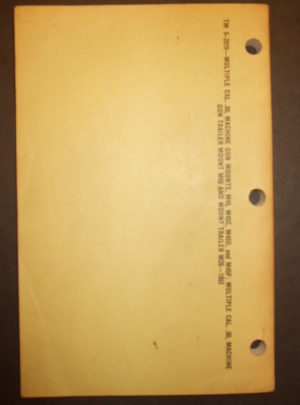 TM 9-2010—MULTIPLE CAL. .50, MACHINE GUN MOUNTS, M45, M45C, M45D, and M45F; MULTIPLE CAL. .50, MACHINE
GUN TRAILER MOUNT M55 AND MOUNT TRAILER M20—1953